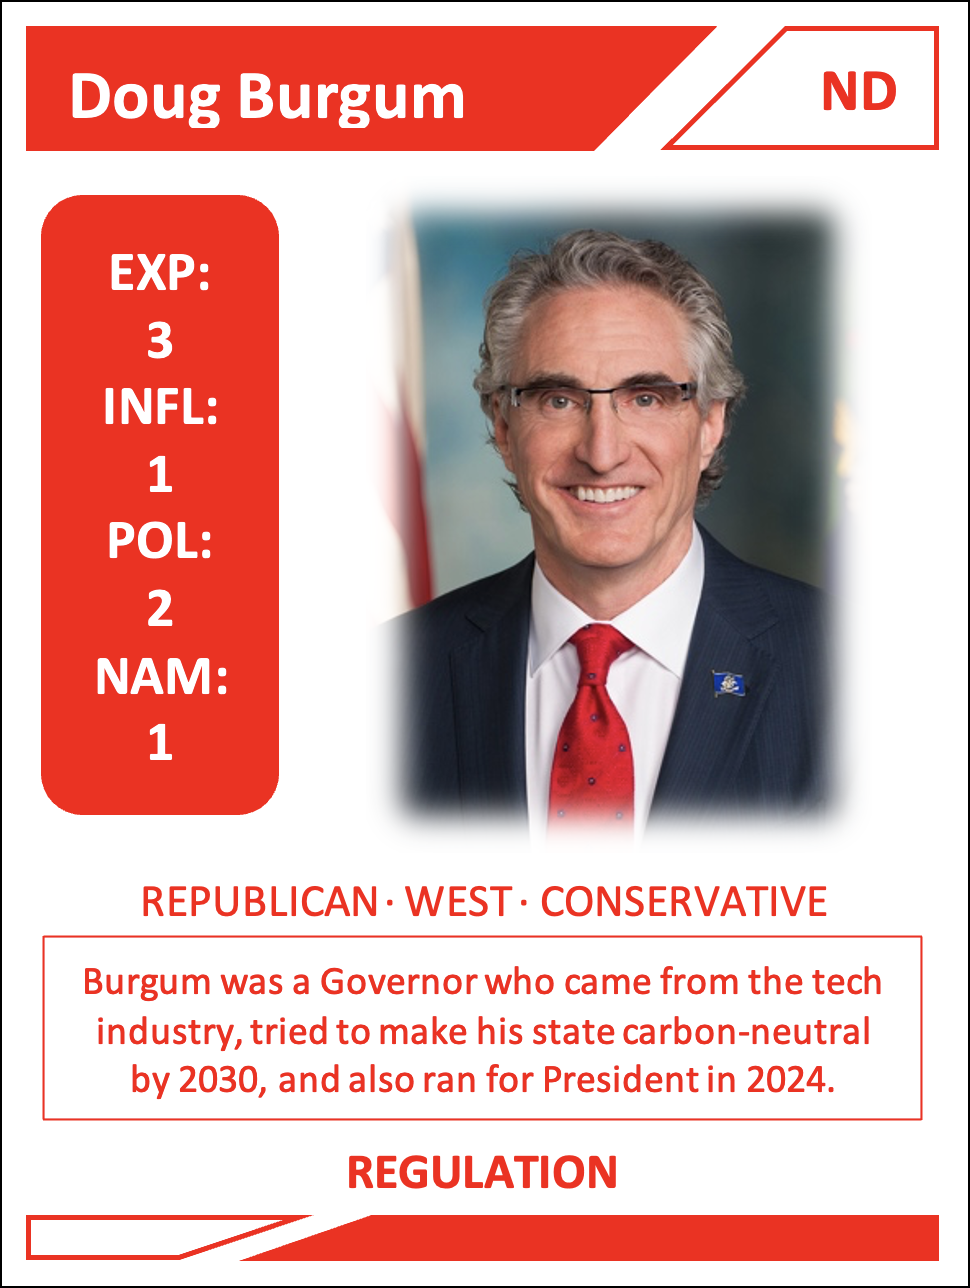 Doug Burgum
ND
EXP:
3
INFL:
1
POL:
2
NAM:
1
REPUBLICAN · WEST · CONSERVATIVE
Burgum was a Governor who came from the tech
industry, tried to make his state carbon-neutral
by 2030, and also ran for President in 2024.
REGULATION